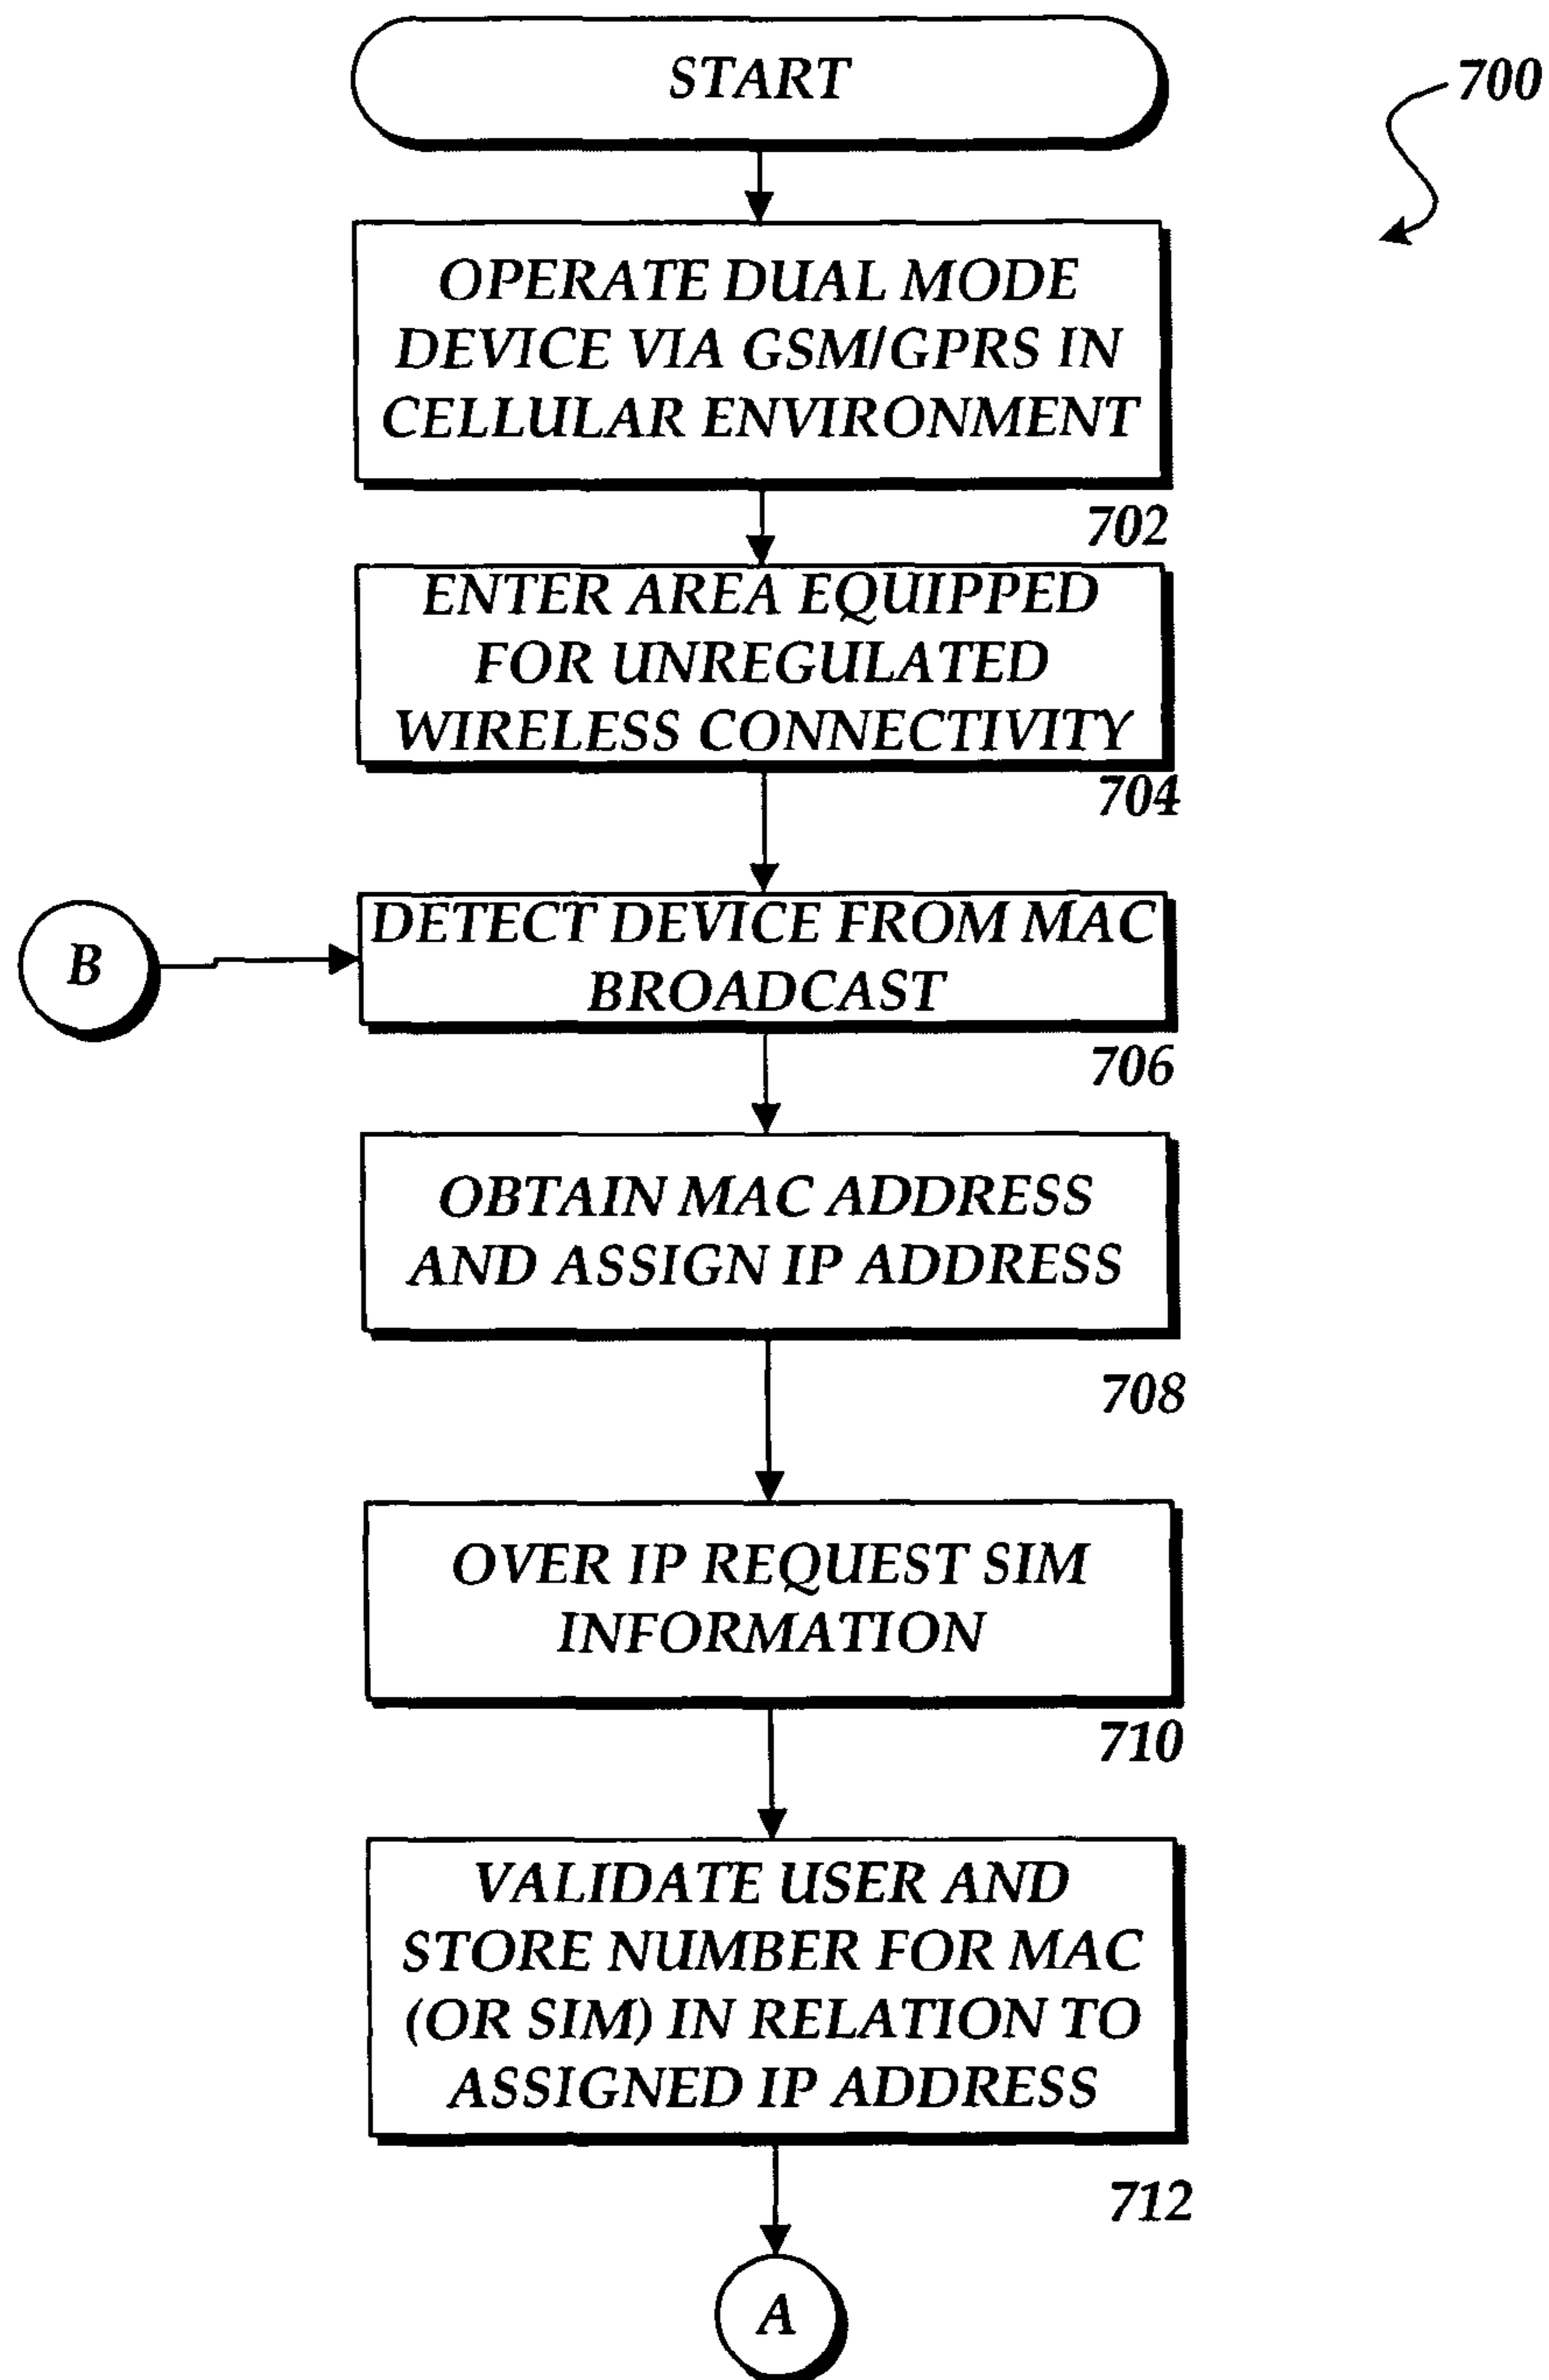 START
700
OPERATE DUAL MODE
DEVICE VIA GSM/GPRS IN
CELLULAR ENVIRONMENT
702
ENTER AREA EQUIPPED
FOR UNREGULATED
WIRELESS CONNECTIVITY
704
B
DETECT DEVICE FROM MAC
BROADCAST
706
OBTAIN MAC ADDRESS
AND ASSIGN IP ADDRESS
708
OVER IP REQUEST SIM
INFORMATION
710
VALIDATE USER AND
STORE NUMBER FOR MAC
(OR SIM) IN RELATION TO
ASSIGNED IP ADDRESS
712
A